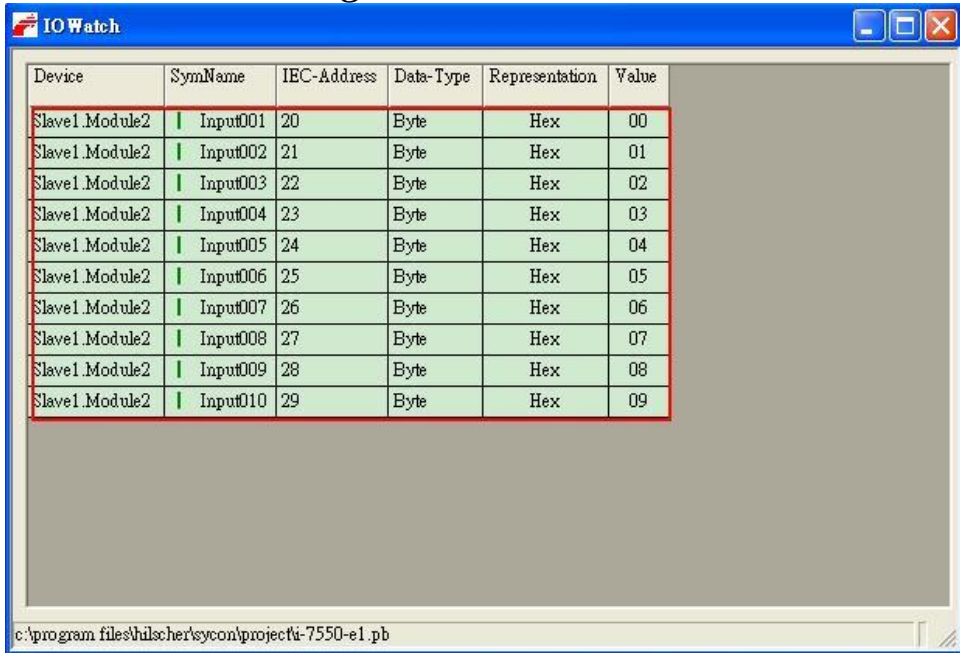 IO Watch
Device SymName IEC-Address Data-Type Representation Value
Slave1.Module2 Input001 20 Byte Hex 00
Slave1.Module2 Input002 21 Byte Hex 01
Slave1.Module2 Input003 22 Byte Hex 02
Slave1.Module2 Input004 23 Byte Hex 03
Slave1.Module2 Input005 24 Byte Hex 04
Slave1.Module2 Input006 25 Byte Hex 05
Slave1.Module2 Input007 26 Byte Hex 06
Slave1.Module2 Input008 27 Byte Hex 07
Slave1.Module2 Input009 28 Byte Hex 08
Slave1.Module2 Input010 29 Byte Hex 09
c:\program files\hilscher\sycon\project\i-7550-e1.pb